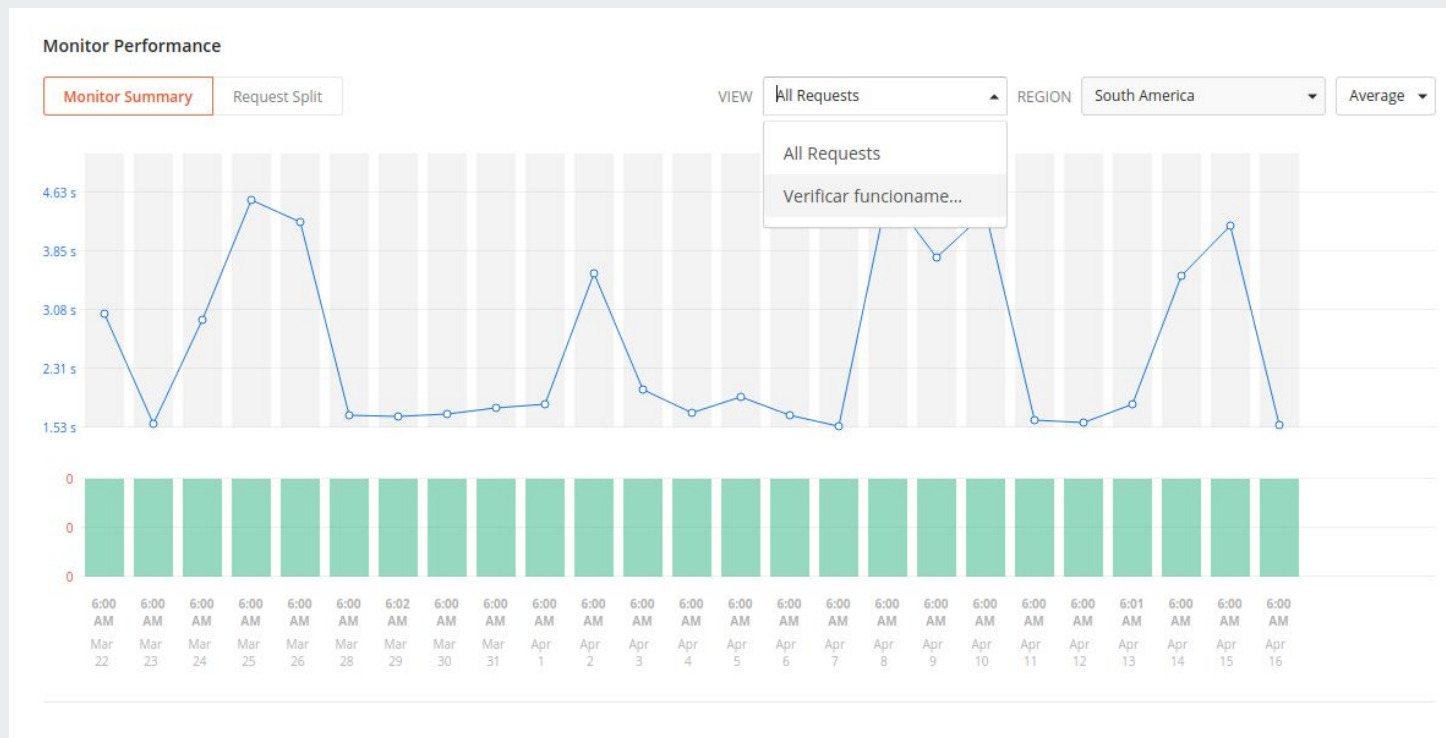 Monitor Performance
Monitor Summary Request Split VIEW All Requests REGION South America Average
All Requests
Verificar funcioname...
4.63 s
3.85 s
3.08 s
2.31 s
1.53 s
0
0
0
6:00 6:00 6:00 6:00 6:00 6:00 6:02 6:00 6:00 6:00 6:00 6:00 6:00 6:00 6:00 6:00 6:00 6:00 6:00 6:00 6:00 6:01 6:00 6:00 6:00
AM AM AM AM AM AM AM AM AM AM AM AM AM AM AM AM AM AM AM AM AM AM AM AM AM
Mar Mar Mar Mar Mar Mar Mar Mar Mar Apr Apr Apr Apr Apr Apr Apr Apr Apr Apr Apr Apr Apr Apr Apr Apr
22 23 24 25 26 28 29 30 31 1 2 3 4 5 6 7 8 9 10 11 12 13 14 15 16